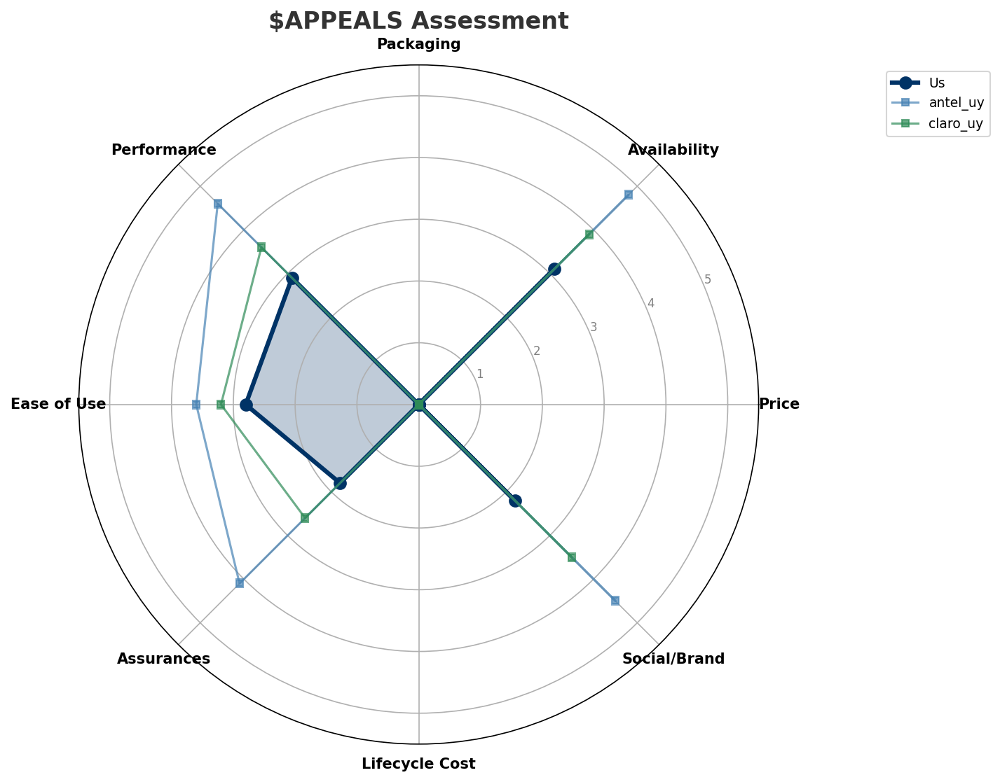 $APPEALS Assessment
Packaging
Us
antel_uy
claro_uy
Performance
Availability
5
4
3
2
1
Ease of Use
Price
Assurances
Social/Brand
Lifecycle Cost